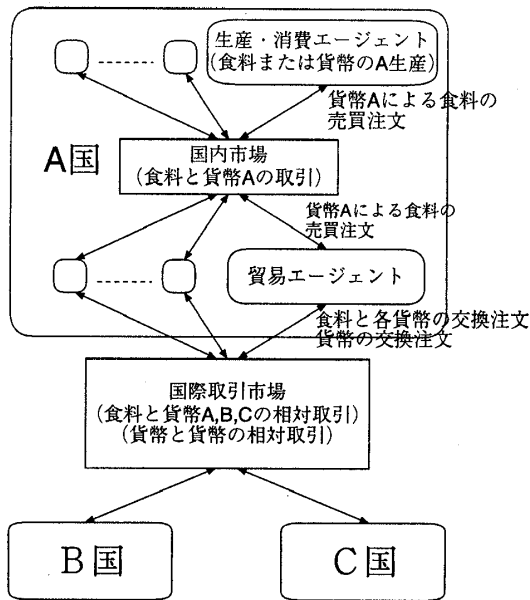 生産・消費エージェント
(食料または貨幣のA生産)
貨幣Aによる食料の
売買注文
A国
国内市場
(食料と貨幣Aの取引)
貨幣Aによる食料の
売買注文
貿易エージェント
食料と各貨幣の交換注文
貨幣の交換注文
国際取引市場
(食料と貨幣A,B,Cの相対取引)
(貨幣と貨幣の相対取引)
B国
C国